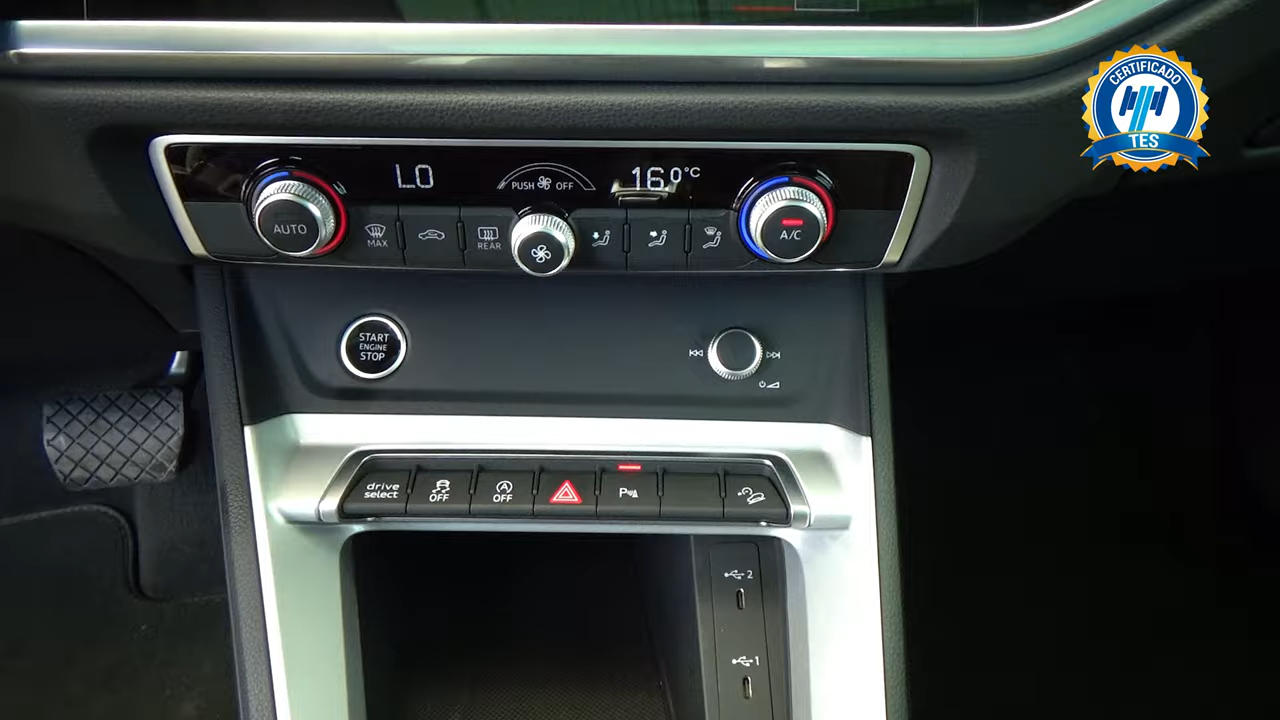 CERTIFICADO
TES
LO
PUSH OFF
16.0°C
AUTO
MAX
REAR
A/C
START
ENGINE
STOP
drive
select
OFF
A
OFF
P
2
1